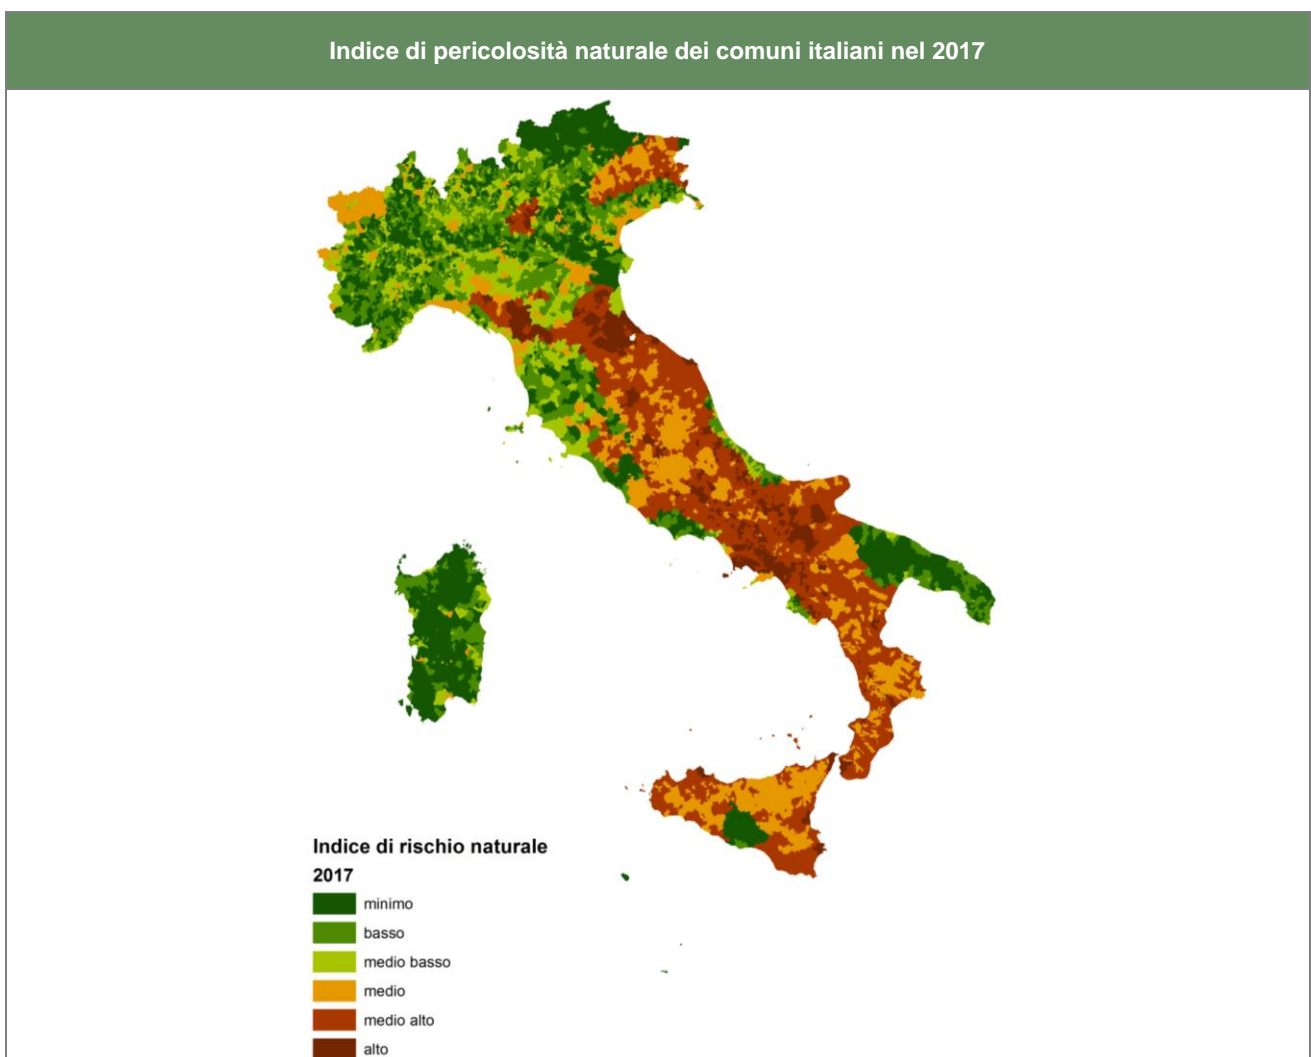 Indice di pericolosità naturale dei comuni italiani nel 2017
Indice di rischio naturale
2017
minimo
basso
medio basso
medio
medio alto
alto